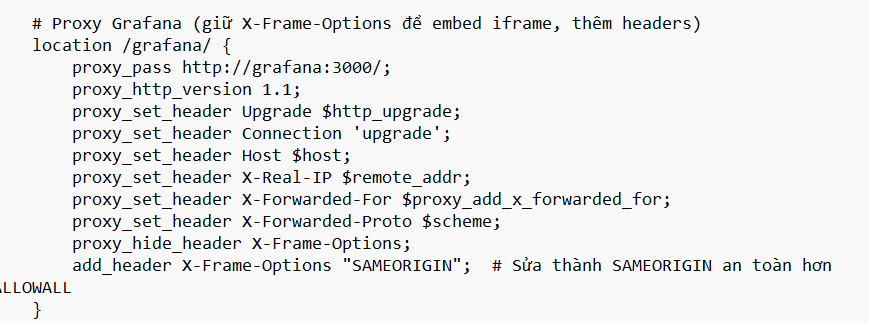 # Proxy Grafana (giữ X-Frame-Options để embed iframe, thêm headers)
location /grafana/ {
proxy_pass http://grafana:3000/;
proxy_http_version 1.1;
proxy_set_header Upgrade $http_upgrade;
proxy_set_header Connection 'upgrade';
proxy_set_header Host $host;
proxy_set_header X-Real-IP $remote_addr;
proxy_set_header X-Forwarded-For $proxy_add_x_forwarded_for;
proxy_set_header X-Forwarded-Proto $scheme;
proxy_hide_header X-Frame-Options;
add_header X-Frame-Options "SAMEORIGIN";  # Sửa thành SAMEORIGIN an toàn hơn
ALLOWALL
}